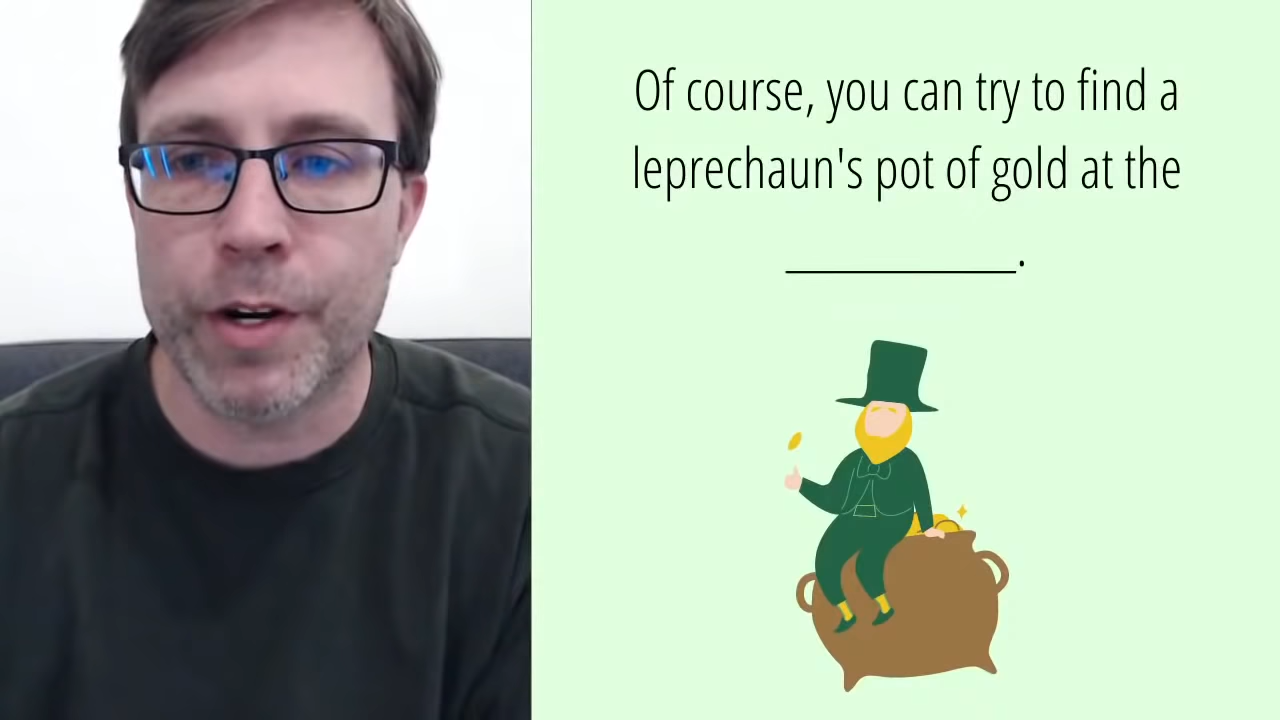 Of course, you can try to find a
leprechaun's pot of gold at the
___________.